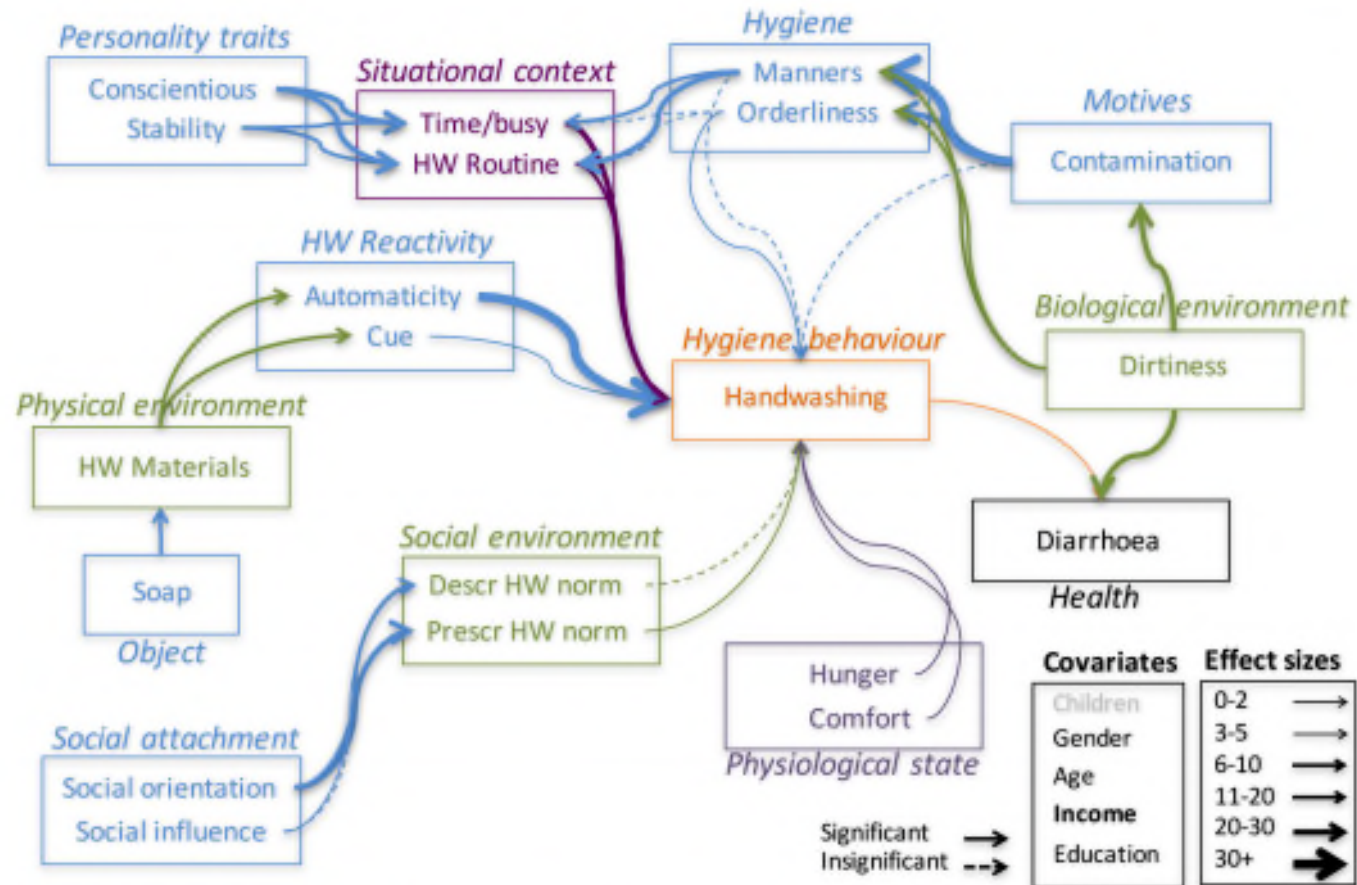 Personality traits
Conscientious
Stability
Situational context
Time/busy
HW Routine
Hygiene
Manners
Orderliness
Motives
Contamination
HW Reactivity
Automaticity
Cue
Biological environment
Dirtiness
Hygiene behaviour
Handwashing
Physical environment
HW Materials
Soap
Object
Social environment
Descr HW norm
Prescr HW norm
Diarrhoea
Health
Hunger
Comfort
Physiological state
Social attachment
Social orientation
Social influence
Significant
Insignificant
Covariates
Children
Gender
Age
Income
Education
Effect sizes
0-2
3-5
6-10
11-20
20-30
30+